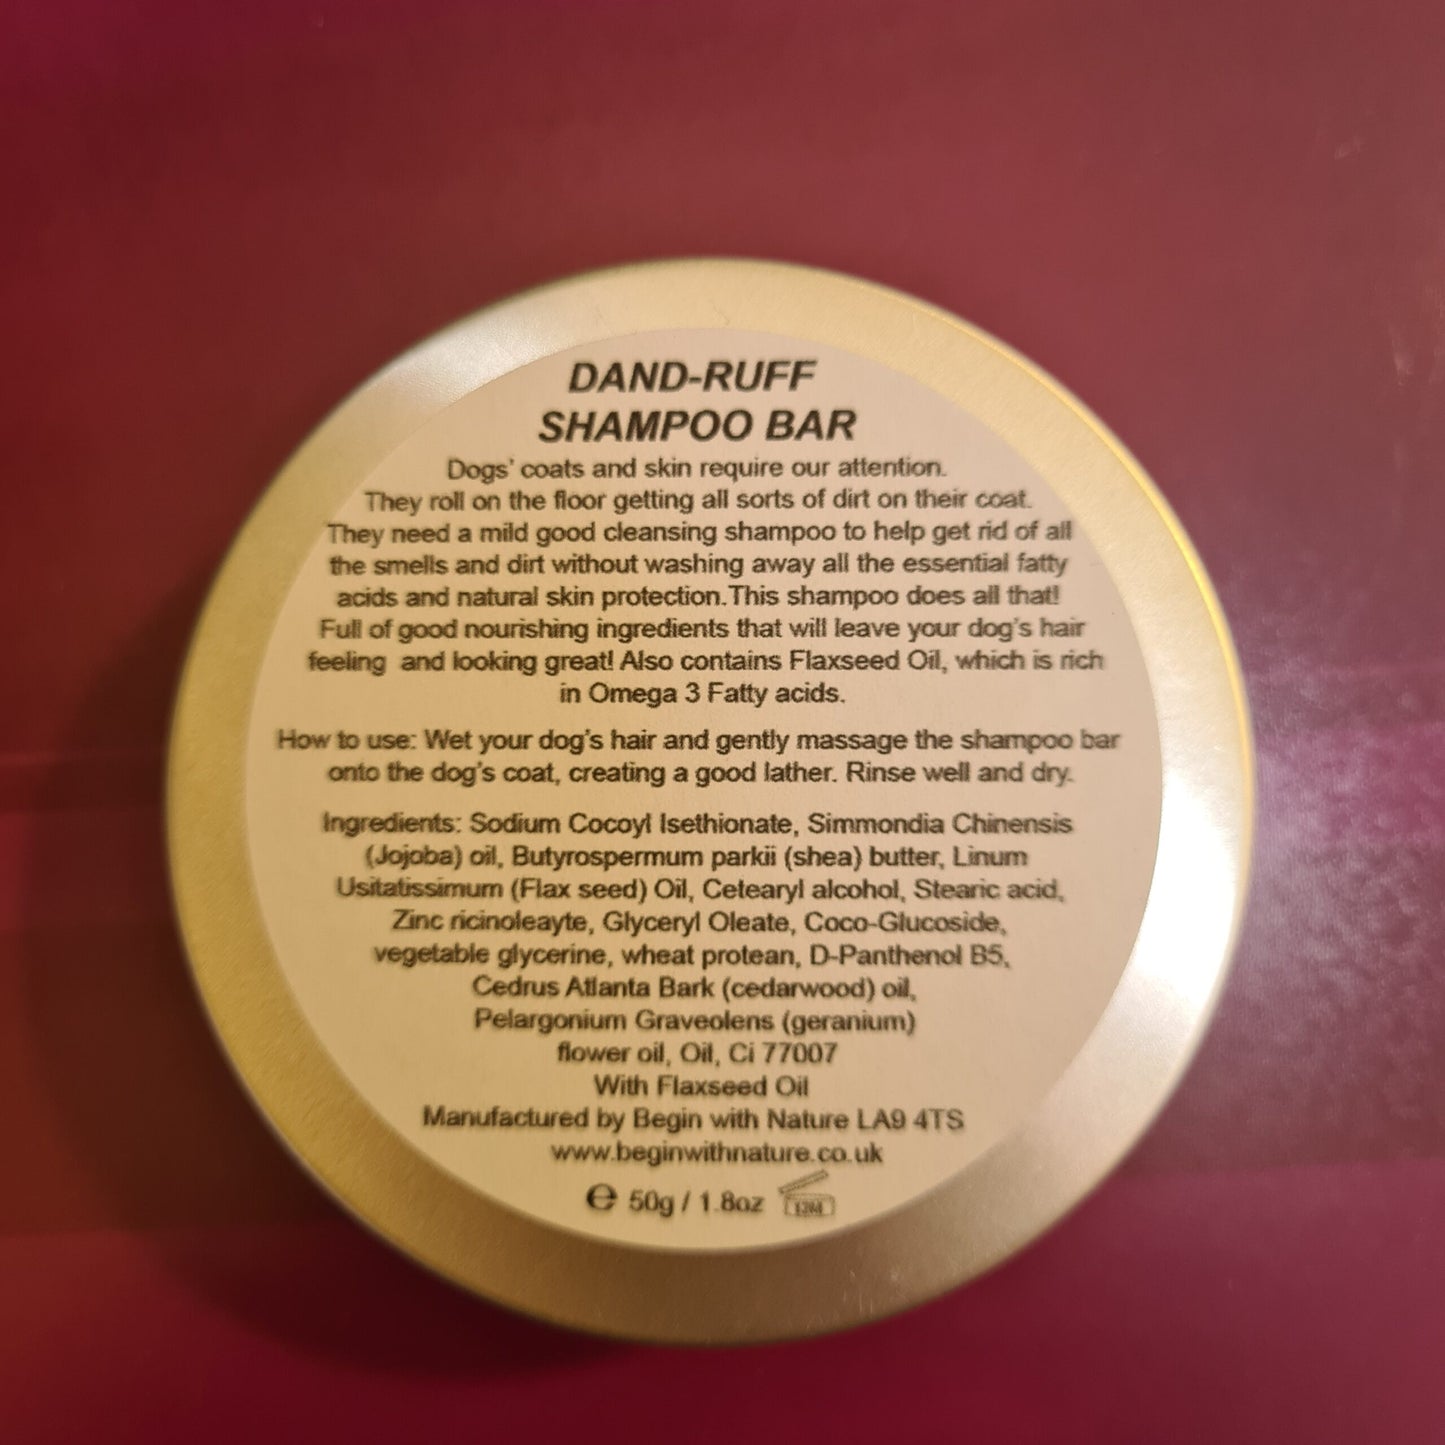 DAND-RUFF
SHAMPOO BAR
Dogs' coats and skin require our attention.
They roll on the floor getting all sorts of dirt on their coat.
They need a mild good cleansing shampoo to help get rid of all
the smells and dirt without washing away all the essential fatty
acids and natural skin protection.This shampoo does all that!
Full of good nourishing ingredients that will leave your dog's hair
feeling  and looking great! Also contains Flaxseed Oil, which is rich
in Omega 3 Fatty acids.
How to use: Wet your dog's hair and gently massage the shampoo bar
onto the dog's coat, creating a good lather. Rinse well and dry.
Ingredients: Sodium Cocoyl Isethionate, Simmondia Chinensis
(Jojoba) oil, Butyrospermum parkii (shea) butter, Linum
Usitatissimum (Flax seed) Oil, Cetearyl alcohol, Stearic acid,
Zinc ricinoleayte, Glyceryl Oleate, Coco-Glucoside,
vegetable glycerine, wheat protean, D-Panthenol B5,
Cedrus Atlanta Bark (cedarwood) oil,
Pelargonium Graveolens (geranium)
flower oil, Oil, Ci 77007
With Flaxseed Oil
Manufactured by Begin with Nature LA9 4TS
www.beginwithnature.co.uk
℮ 50g / 1.8oz 12M